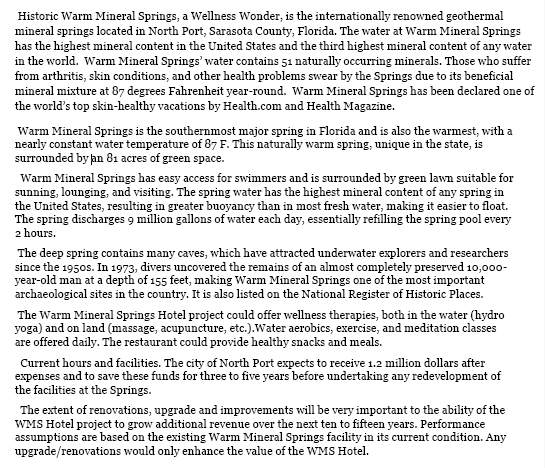 Historic Warm Mineral Springs, a Wellness Wonder, is the internationally renowned geothermal
mineral springs located in North Port, Sarasota County, Florida. The water at Warm Mineral Springs
has the highest mineral content in the United States and the third highest mineral content of any water
in the world.  Warm Mineral Springs' water contains 51 naturally occurring minerals. Those who suffer
from arthritis, skin conditions, and other health problems swear by the Springs due to its beneficial
mineral mixture at 87 degrees Fahrenheit year-round.  Warm Mineral Springs has been declared one of
the world's top skin-healthy vacations by Health.com and Health Magazine.
Warm Mineral Springs is the southernmost major spring in Florida and is also the warmest, with a
nearly constant water temperature of 87 F. This naturally warm spring, unique in the state, is
surrounded by an 81 acres of green space.
Warm Mineral Springs has easy access for swimmers and is surrounded by green lawn suitable for
sunning, lounging, and visiting. The spring water has the highest mineral content of any spring in
the United States, resulting in greater buoyancy than in most fresh water, making it easier to float.
The spring discharges 9 million gallons of water each day, essentially refilling the spring pool every
2 hours.
The deep spring contains many caves, which have attracted underwater explorers and researchers
since the 1950s. In 1973, divers uncovered the remains of an almost completely preserved 10,000-
year-old man at a depth of 155 feet, making Warm Mineral Springs one of the most important
archaeological sites in the country. It is also listed on the National Register of Historic Places.
The Warm Mineral Springs Hotel project could offer wellness therapies, both in the water (hydro
yoga) and on land (massage, acupuncture, etc.).Water aerobics, exercise, and meditation classes
are offered daily. The restaurant could provide healthy snacks and meals.
Current hours and facilities. The city of North Port expects to receive 1.2 million dollars after
expenses and to save these funds for three to five years before undertaking any redevelopment of
the facilities at the Springs.
The extent of renovations, upgrade and improvements will be very important to the ability of the
WMS Hotel project to grow additional revenue over the next ten to fifteen years. Performance
assumptions are based on the existing Warm Mineral Springs facility in its current condition. Any
upgrade/renovations would only enhance the value of the WMS Hotel.